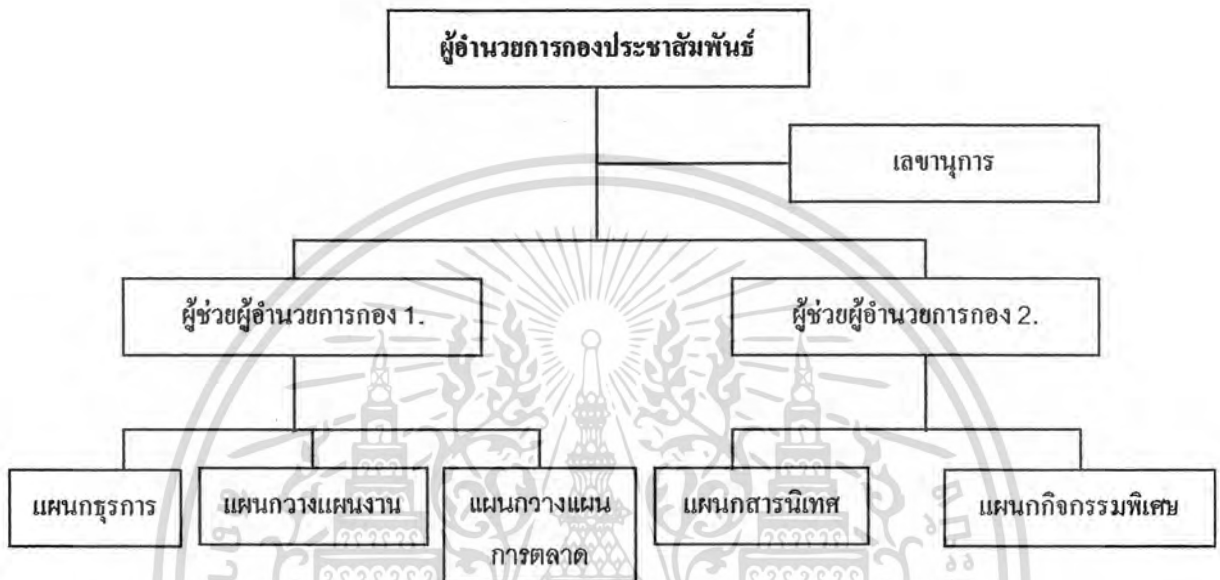 ผู้อำนวยการกองประชาสัมพันธ์
เลขานุการ
ผู้ช่วยผู้อำนวยการกอง 1.
ผู้ช่วยผู้อำนวยการกอง 2.
แผนกธุรการ
แผนกวางแผนงาน
แผนกวางแผน
การตลาด
แผนกสารนิเทศ
แผนกกิจกรรมพิเศษ